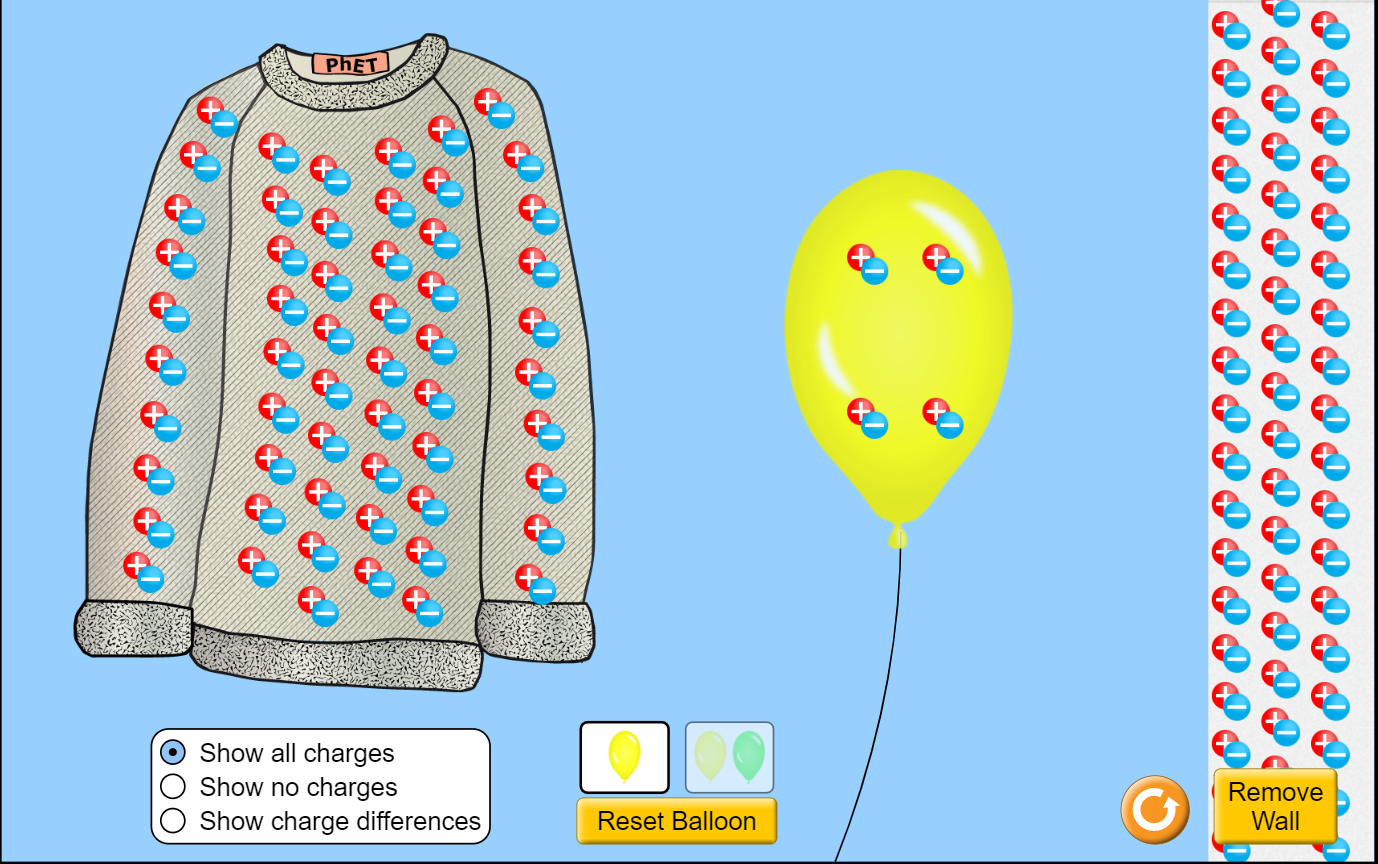 PhET
Show all charges
Show no charges
Show charge differences
Reset Balloon
Remove
Wall